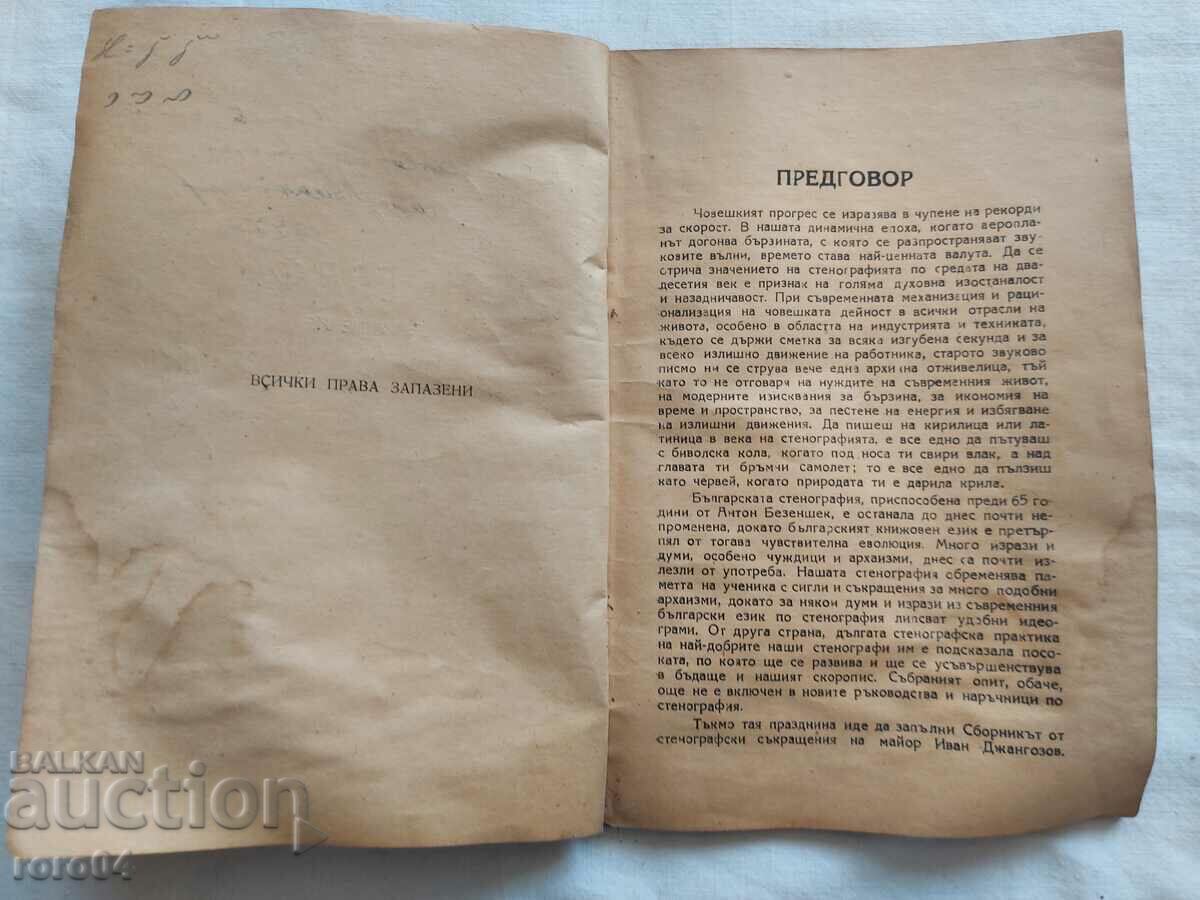 ВСИЧКИ ПРАВА ЗАПАЗЕНИ
ПРЕДГОВОР
Човешкият прогрес се изразява в чупене на рекорди
за скорост. В нашата динамична епоха, когато веропла-
нът догонва бързината, с която се разпространяват зву-
ковите вълни, времето става най-ценната валута. Да се
отрича значението на стенографията по средата на два-
десетия век е признак на голяма духовна изостаналост
и назадничавост. При съвременната механизация и раци-
онализация на човешката дейност в всички отрасли на
живота, особено в областта на индустрията и техниката,
където се държи сметка за всяка изгубена секунда и за
всеко излишно движение на работника, старото звуково
писмо ни се струва вече една архаична отживелица, тъй
като то не отговаря на нуждите на съвременния живот,
на модерните изисквания за бързина, за икономия на
време и пространство, за пестене на енергия и избягване
на излишни движения. Да пишеш на кирилица или ла-
тиница в века на стенографията, е все едно да пътуваш
с биволска кола, когато под носа ти свири влак, а над
главата ти бръмчи самолет; то е все едно да пълзиш
като червей, когато природата ти е дарила крила.
Българската стенография, приспособена преди 65 го-
дини от Антон Безеншек, е останала до днес почти не-
променена, докато българският книжовен език е претър-
пял от тогава чувствителна еволюция. Много изрази и
думи, особено чуждици и архаизми, днес са почти из-
лезли от употреба. Нашата стенография обременява па-
метта на ученика с сигли и съкращения за много подобни
архаизми, докато за някои думи и изрази из съвременния
български език по стенография липсват удобни идео-
грами. От друга страна, дългата стенографска практика
на най-добрите наши стенографи им е подсказала посо-
ката, по която ще се развива и ще се усъвършенствува
в бъдаще и нашият скоропис. Събраният опит, обаче,
още не е включен в новите ръководства и наръчници по
стенография.
Тъкмо тая празднина иде да запълни Сборникът от
стенографски съкращения на майор Иван Джангозов.
BALKAN
auction
roro04